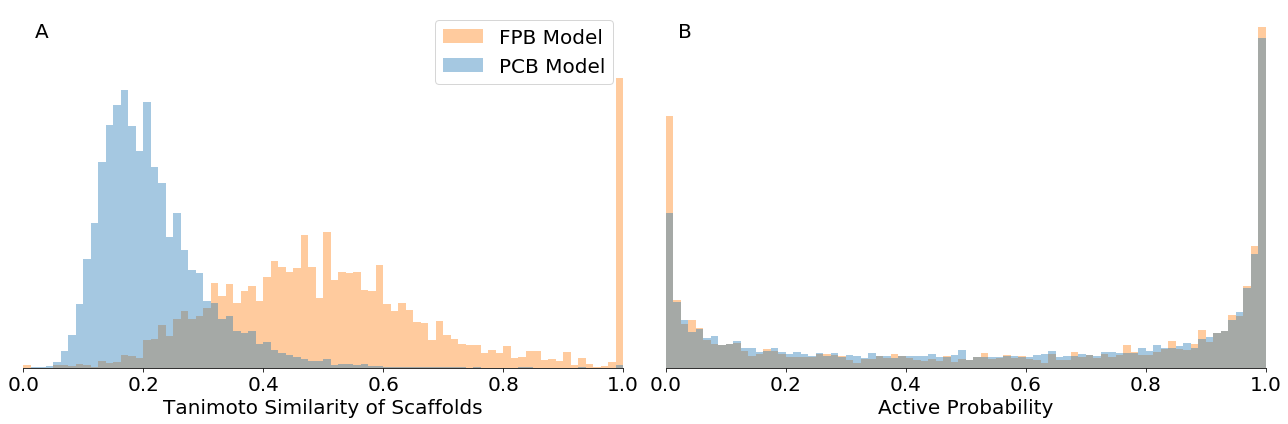 A
FPB Model
PCB Model
0.0 0.2 0.4 0.6 0.8 1.0
Tanimoto Similarity of Scaffolds
B
0.0 0.2 0.4 0.6 0.8 1.0
Active Probability